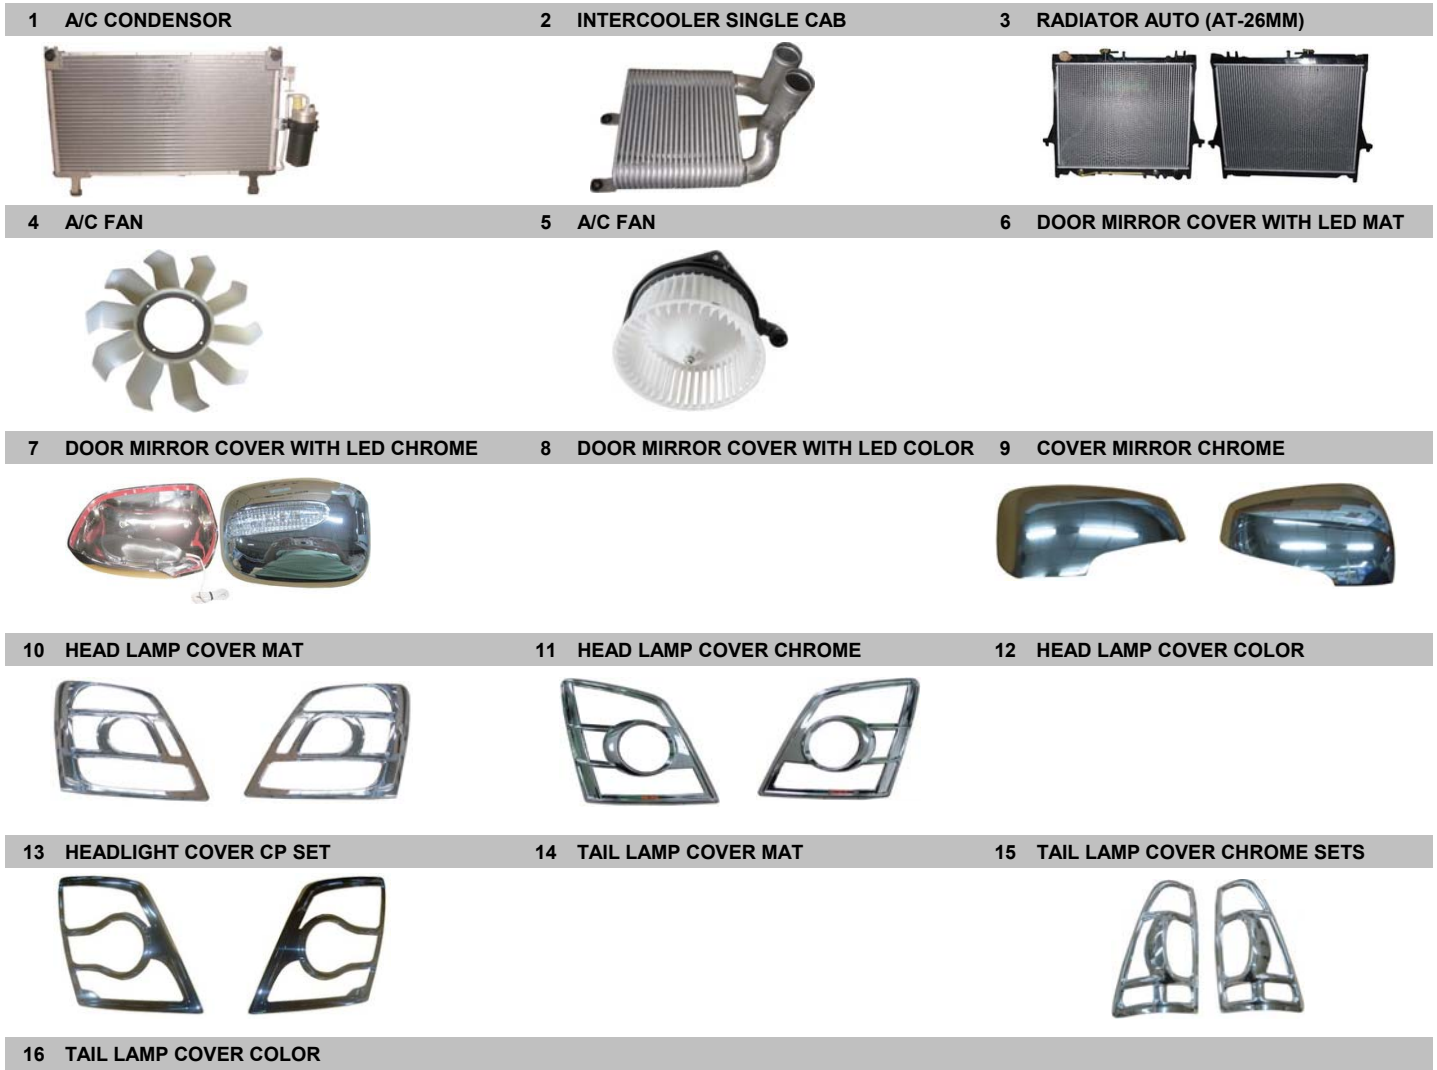 1 A/C CONDENSOR 2 INTERCOOLER SINGLE CAB 3 RADIATOR AUTO (AT-26MM)
4 A/C FAN 5 A/C FAN 6 DOOR MIRROR COVER WITH LED MAT
7 DOOR MIRROR COVER WITH LED CHROME 8 DOOR MIRROR COVER WITH LED COLOR 9 COVER MIRROR CHROME
10 HEAD LAMP COVER MAT 11 HEAD LAMP COVER CHROME 12 HEAD LAMP COVER COLOR
13 HEADLIGHT COVER CP SET 14 TAIL LAMP COVER MAT 15 TAIL LAMP COVER CHROME SETS
16 TAIL LAMP COVER COLOR